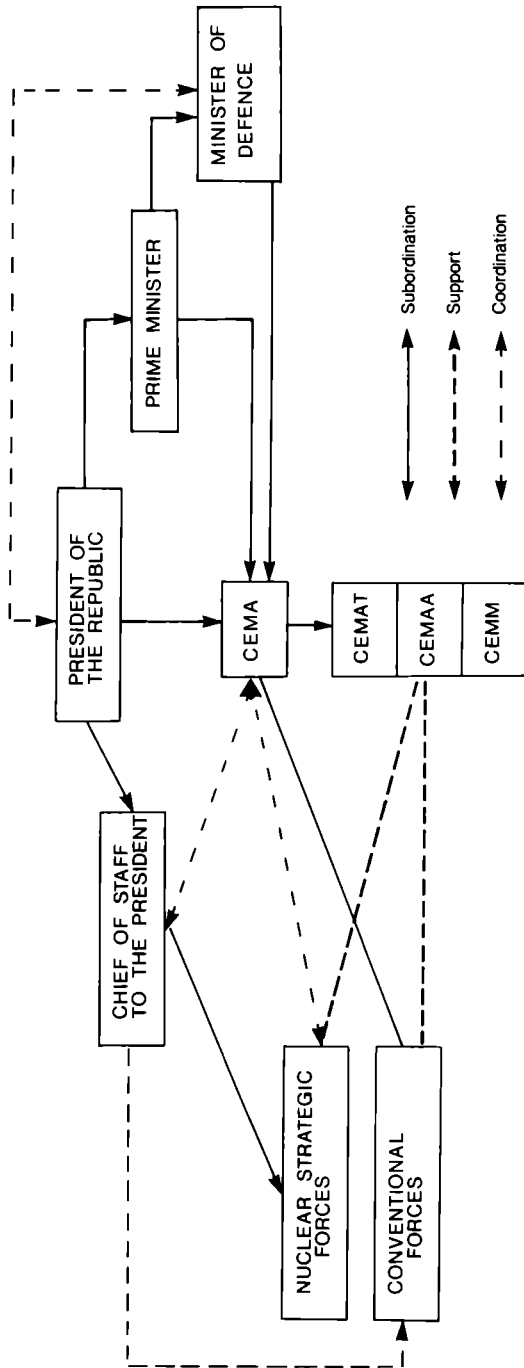 PRESIDENT OF
THE REPUBLIC
PRIME MINISTER
MINISTER OF
DEFENCE
CHIEF OF STAFF
TO THE PRESIDENT
CEMA
CEMAT
CEMAA
CEMM
NUCLEAR STRATEGIC
FORCES
CONVENTIONAL
FORCES
Subordination
Support
Coordination